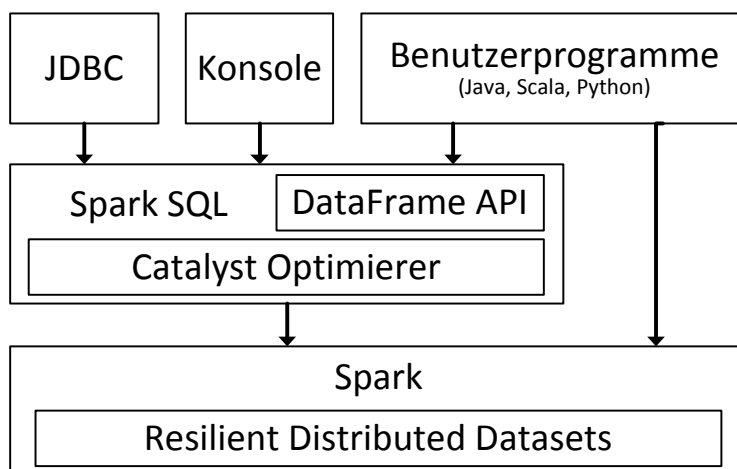 JDBC
Konsole
Benutzerprogramme
(Java, Scala, Python)
Spark SQL
DataFrame API
Catalyst Optimierer
Spark
Resilient Distributed Datasets